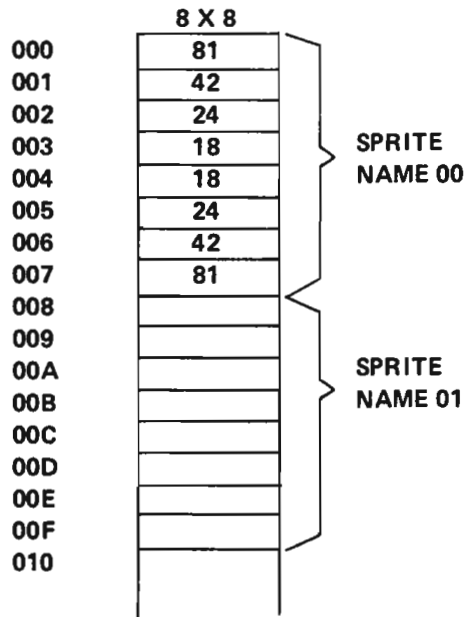 8 X 8
000 81
001 42
002 24
003 18 SPRITE
004 18 NAME 00
005 24
006 42
007 81
008
009
00A SPRITE
00B NAME 01
00C
00D
00E
00F
010